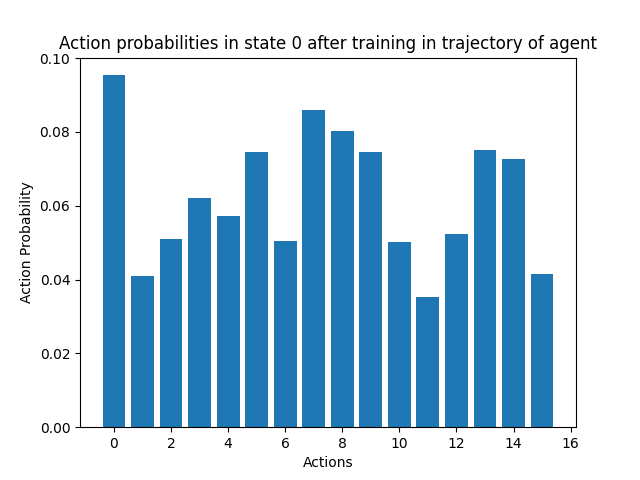 Action probabilities in state 0 after training in trajectory of agent
0.10
0.08
0.06
0.04
0.02
0.00
Action Probability
0 2 4 6 8 10 12 14 16
Actions